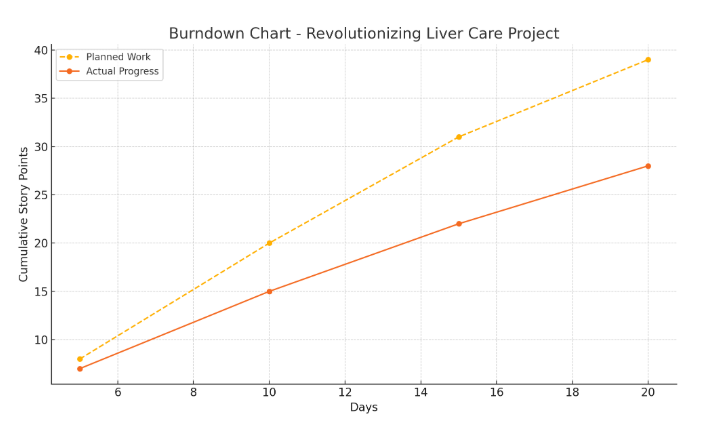 Burndown Chart - Revolutionizing Liver Care Project
40
Planned Work
Actual Progress
35
30
25
20
15
10
Cumulative Story Points
6 8 10 12 14 16 18 20
Days